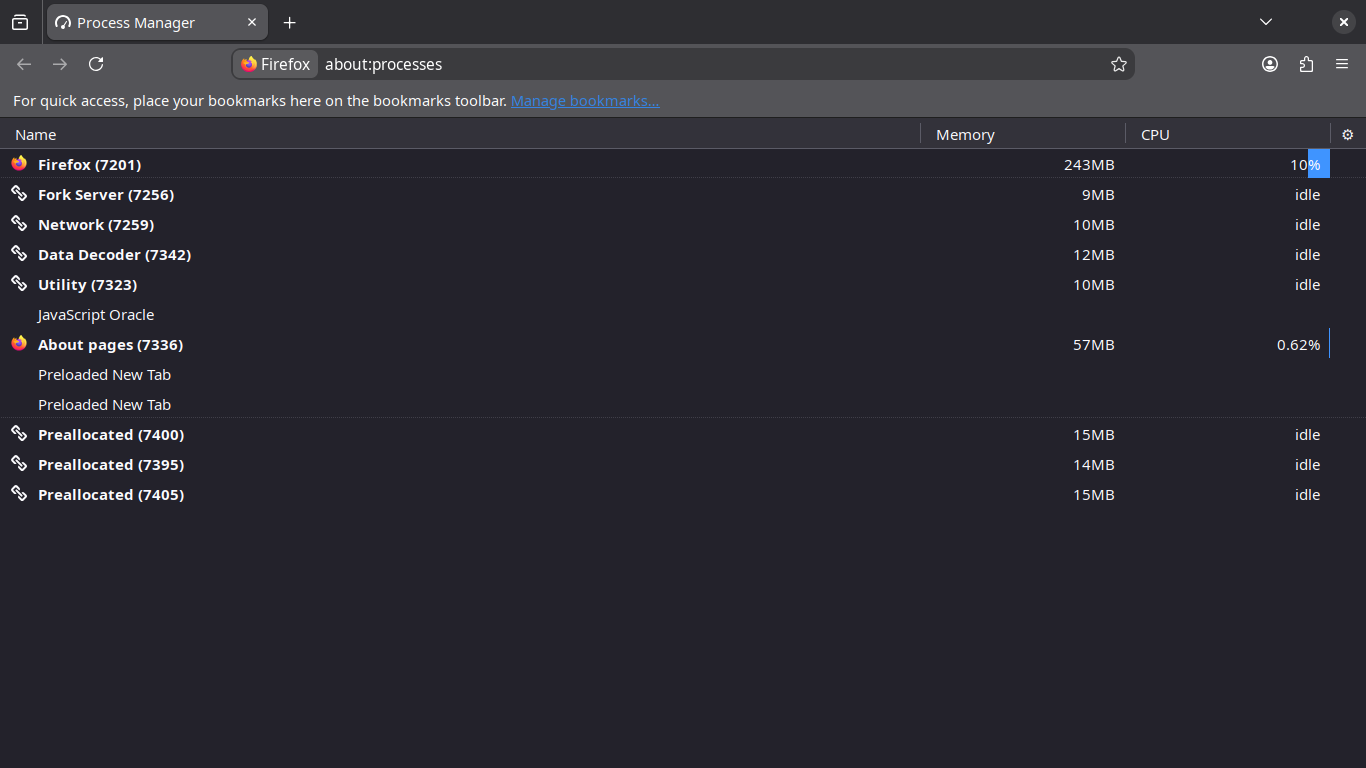 Process Manager
Firefox about:processes
For quick access, place your bookmarks here on the bookmarks toolbar. Manage bookmarks...
Name Memory CPU
Firefox (7201) 243MB 10%
Fork Server (7256) 9MB idle
Network (7259) 10MB idle
Data Decoder (7342) 12MB idle
Utility (7323) 10MB idle
JavaScript Oracle
About pages (7336) 57MB 0.62%
Preloaded New Tab
Preloaded New Tab
Preallocated (7400) 15MB idle
Preallocated (7395) 14MB idle
Preallocated (7405) 15MB idle